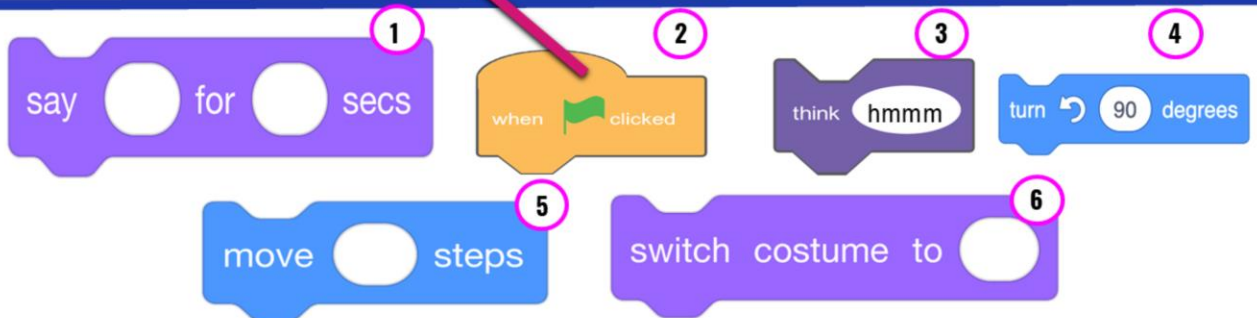 1
say for secs
2
when clicked
3
think hmmm
4
turn 90 degrees
5
move steps
6
switch costume to